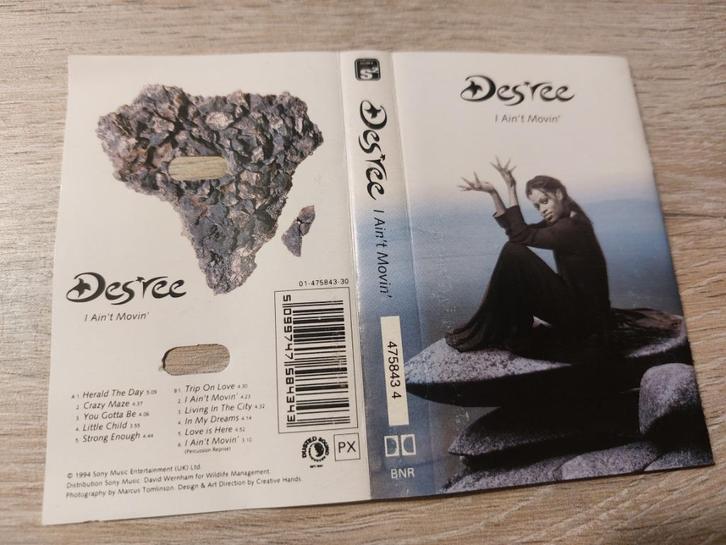 Des'ree
I Ain't Movin'
A 1. Herald The Day 5.09
2. Crazy Maze 4.37
3. You Gotta Be 4.06
4. Little Child 3.55
5. Strong Enough 4.44
B 1. Trip On Love 4.30
2. I Ain't Movin' 4.23
3. Living In The City 4.32
4. In My Dreams 4.14
5. Love is Here 4.52
6. I Ain't Movin' 3.10
(Percussion Reprise)
℗ 1994 Sony Music Entertainment (UK) Ltd.
Distribution Sony Music. David Wernham for Wildlife Management.
Photography by Marcus Tomlinson. Design & Art Direction by Creative Hands.
01-475843-30
5099747584343
PX
S2
Des'ree
I Ain't Movin'
475843 4
BNR
Des'ree
I Ain't Movin'